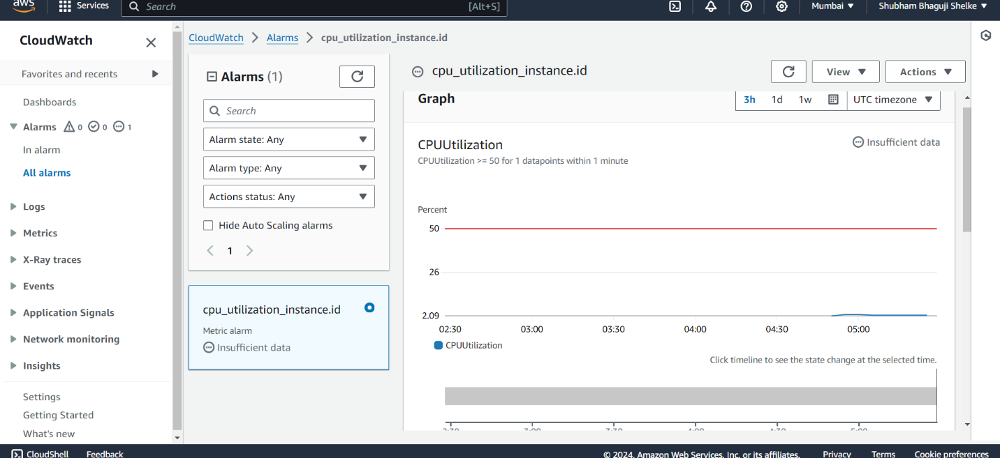 aws
Services
Search
[Alt+S]
Mumbai
Shubham Bhaguji Shelke
CloudWatch
Favorites and recents
Dashboards
Alarms 0 0 1
In alarm
All alarms
Logs
Metrics
X-Ray traces
Events
Application Signals
Network monitoring
Insights
Settings
Getting Started
What's new
CloudWatch > Alarms > cpu_utilization_instance.id
Alarms (1)
Search
Alarm state: Any
Alarm type: Any
Actions status: Any
Hide Auto Scaling alarms
1
cpu_utilization_instance.id
Metric alarm
Insufficient data
cpu_utilization_instance.id
View
Actions
Graph
3h 1d 1w UTC timezone
CPUUtilization
Insufficient data
CPUUtilization >= 50 for 1 datapoints within 1 minute
Percent
50
26
2.09
02:30 03:00 03:30 04:00 04:30 05:00
CPUUtilization
Click timeline to see the state change at the selected time.
CloudShell
Feedback
© 2024, Amazon Web Services, Inc. or its affiliates.
Privacy
Terms
Cookie preferences